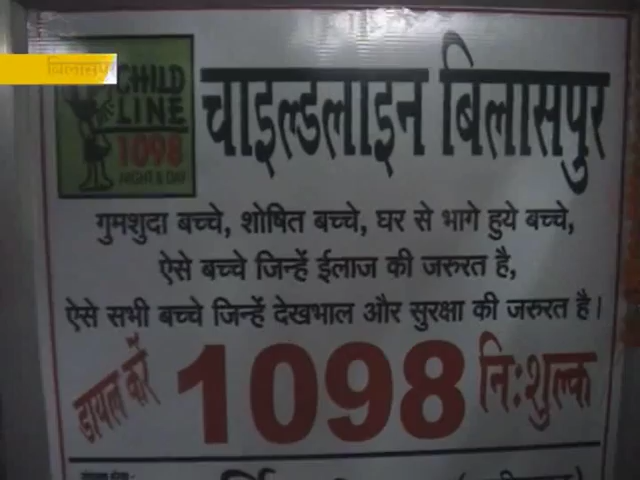 बिलासपुर
CHILD
LINE
1098
NIGHT & DAY
चाइल्डलाइन बिलासपुर
गुमशुदा बच्चे, शोषित बच्चे, घर से भागे हुये बच्चे,
ऐसे बच्चे जिन्हें ईलाज की जरुरत है,
ऐसे सभी बच्चे जिन्हें देखभाल और सुरक्षा की जरुरत है।
डायल करें 1098 निःशुल्क